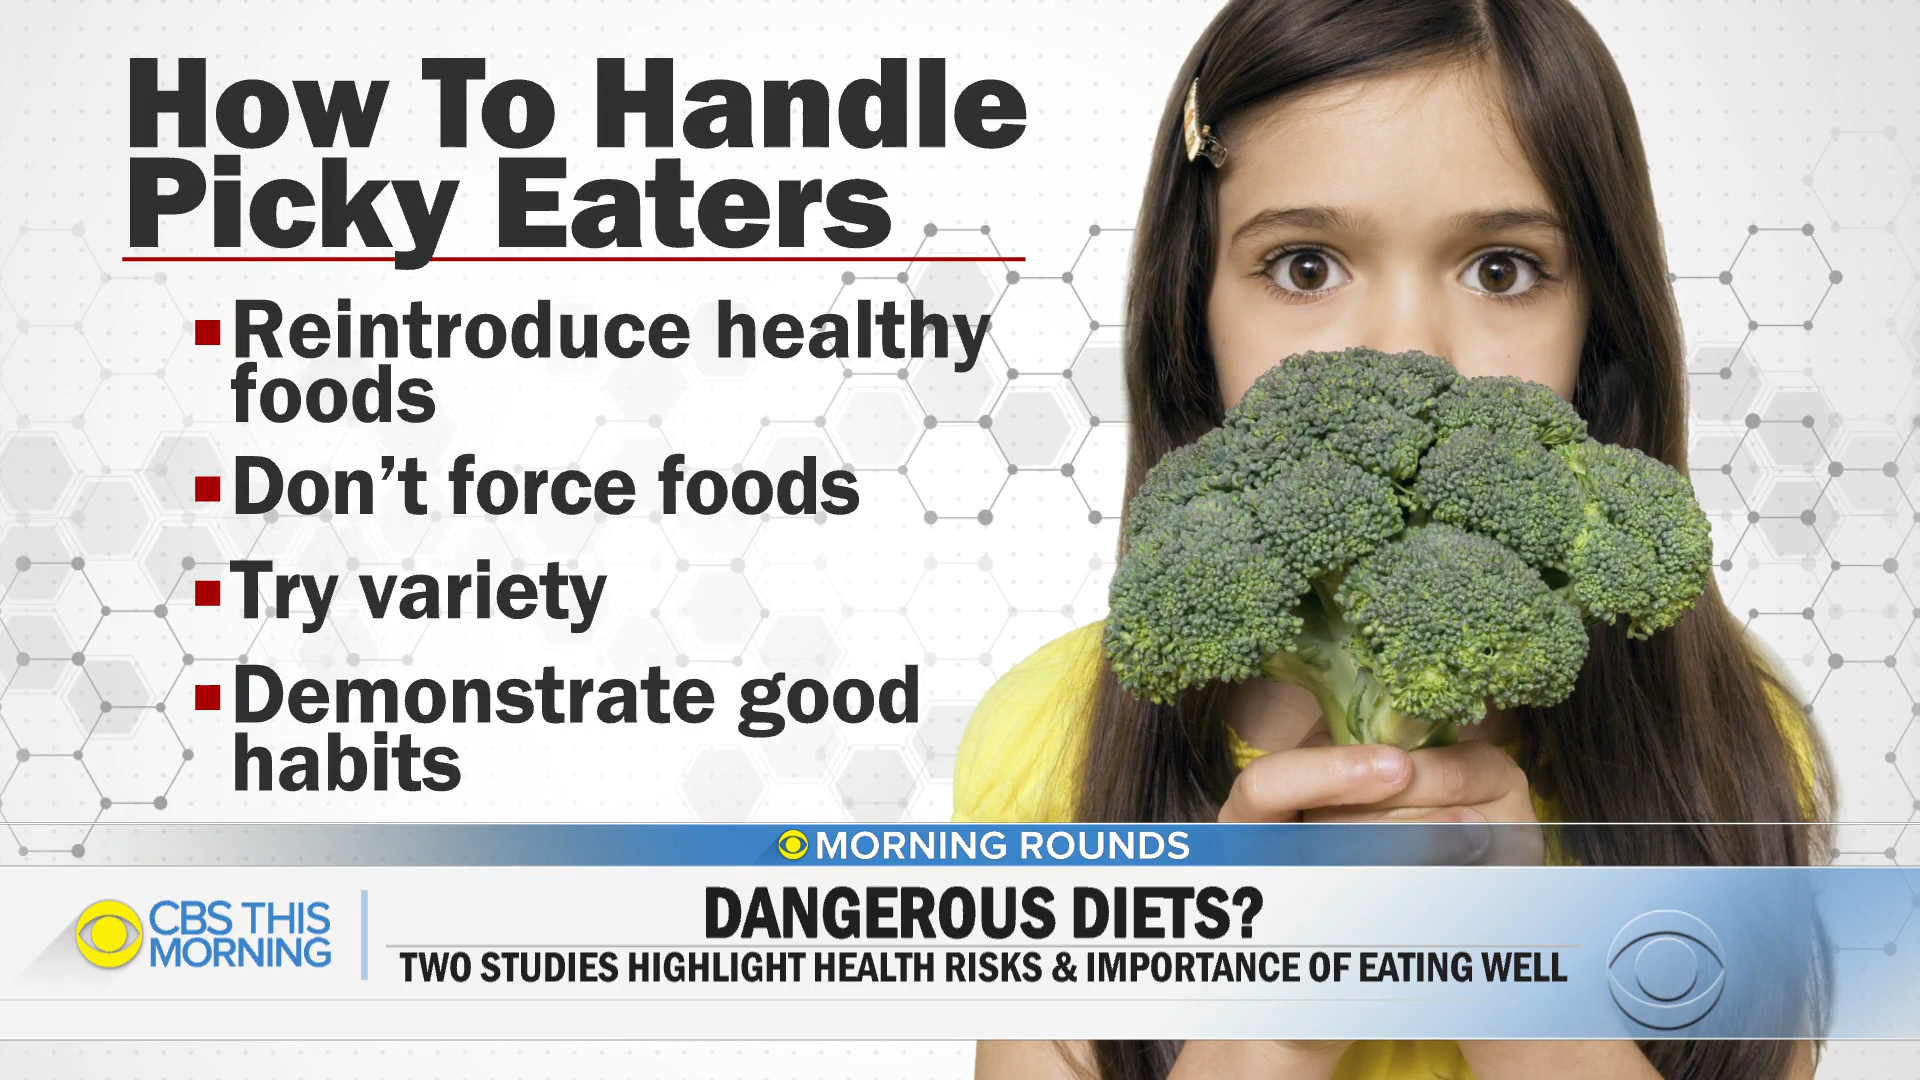 How To Handle
Picky Eaters
Reintroduce healthy
foods
Don't force foods
Try variety
Demonstrate good
habits
MORNING ROUNDS
CBS THIS
MORNING
DANGEROUS DIETS?
TWO STUDIES HIGHLIGHT HEALTH RISKS & IMPORTANCE OF EATING WELL